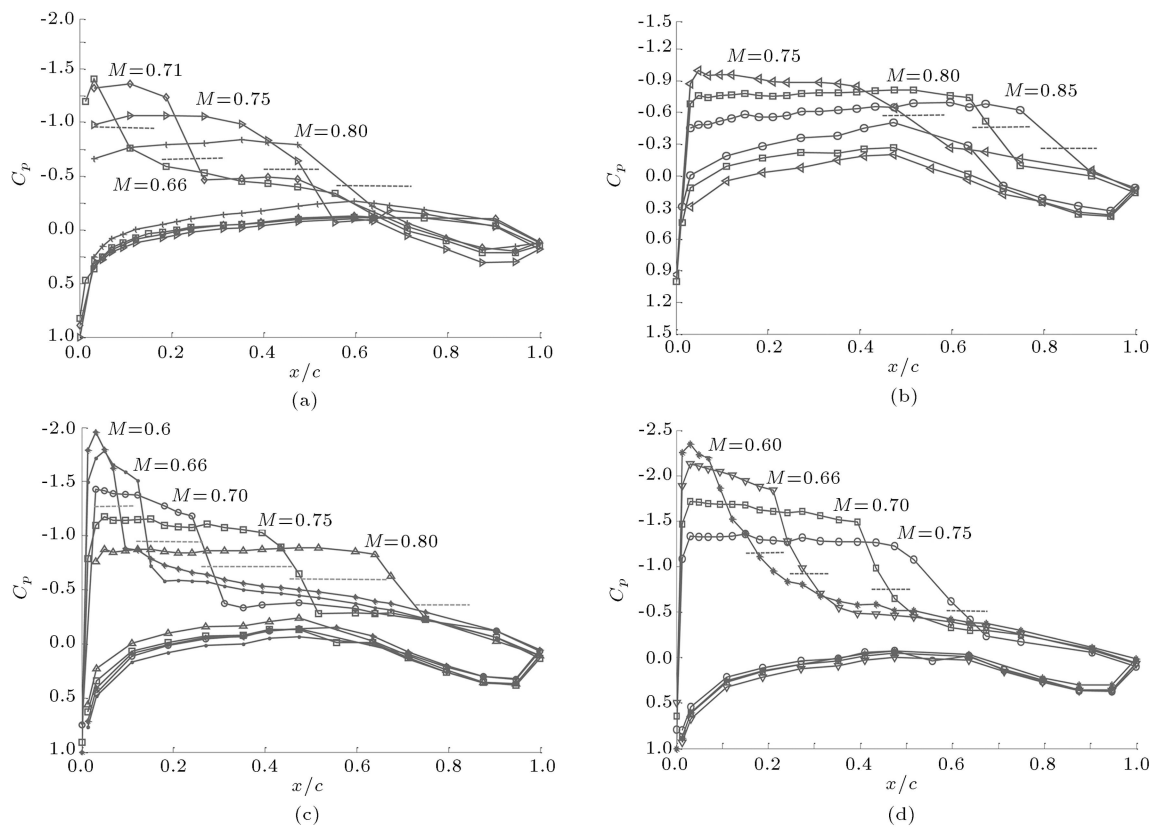 -2.0
-1.5
-1.0
-0.5
0.0
0.5
1.0
C_p
M=0.71
M=0.75
M=0.80
M=0.66
0.0 0.2 0.4 0.6 0.8 1.0
x/c
(a)
-1.5
-1.2
-0.9
-0.6
-0.3
0.0
0.3
0.6
0.9
1.2
1.5
C_p
M=0.75
M=0.80
M=0.85
0.0 0.2 0.4 0.6 0.8 1.0
x/c
(b)
-2.0
-1.5
-1.0
-0.5
0.0
0.5
1.0
C_p
M=0.6
M=0.66
M=0.70
M=0.75
M=0.80
0.0 0.2 0.4 0.6 0.8 1.0
x/c
(c)
-2.5
-2.0
-1.5
-1.0
-0.5
0.0
0.5
1.0
C_p
M=0.60
M=0.66
M=0.70
M=0.75
0.0 0.2 0.4 0.6 0.8 1.0
x/c
(d)